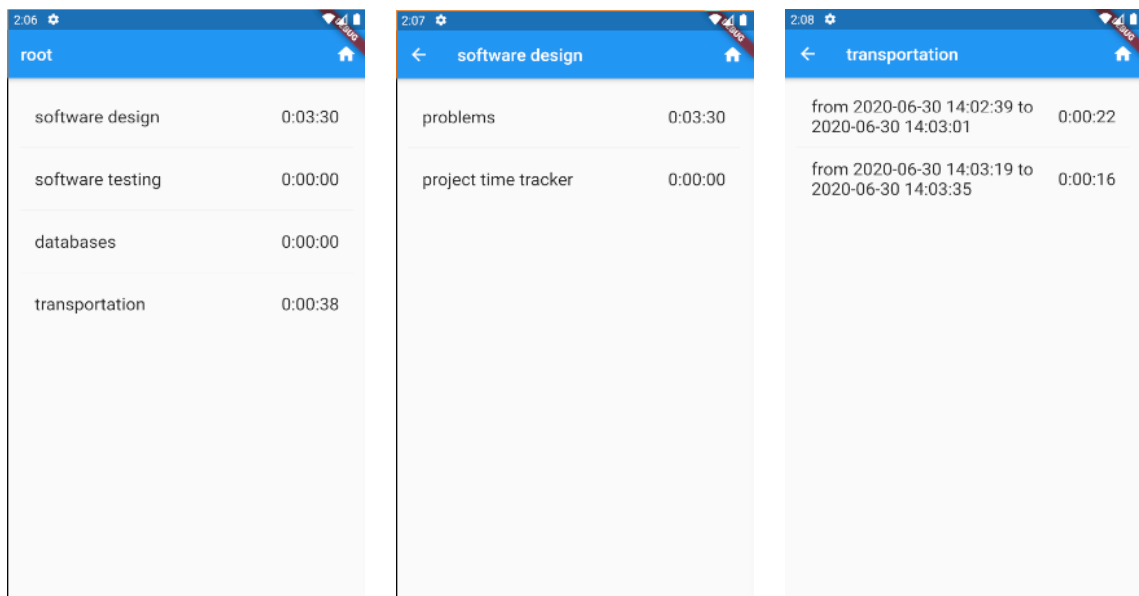 2:06
DEBUG
root
software design 0:03:30
software testing 0:00:00
databases 0:00:00
transportation 0:00:38
2:07
DEBUG
software design
problems 0:03:30
project time tracker 0:00:00
2:08
DEBUG
transportation
from 2020-06-30 14:02:39 to
2020-06-30 14:03:01
0:00:22
from 2020-06-30 14:03:19 to
2020-06-30 14:03:35
0:00:16